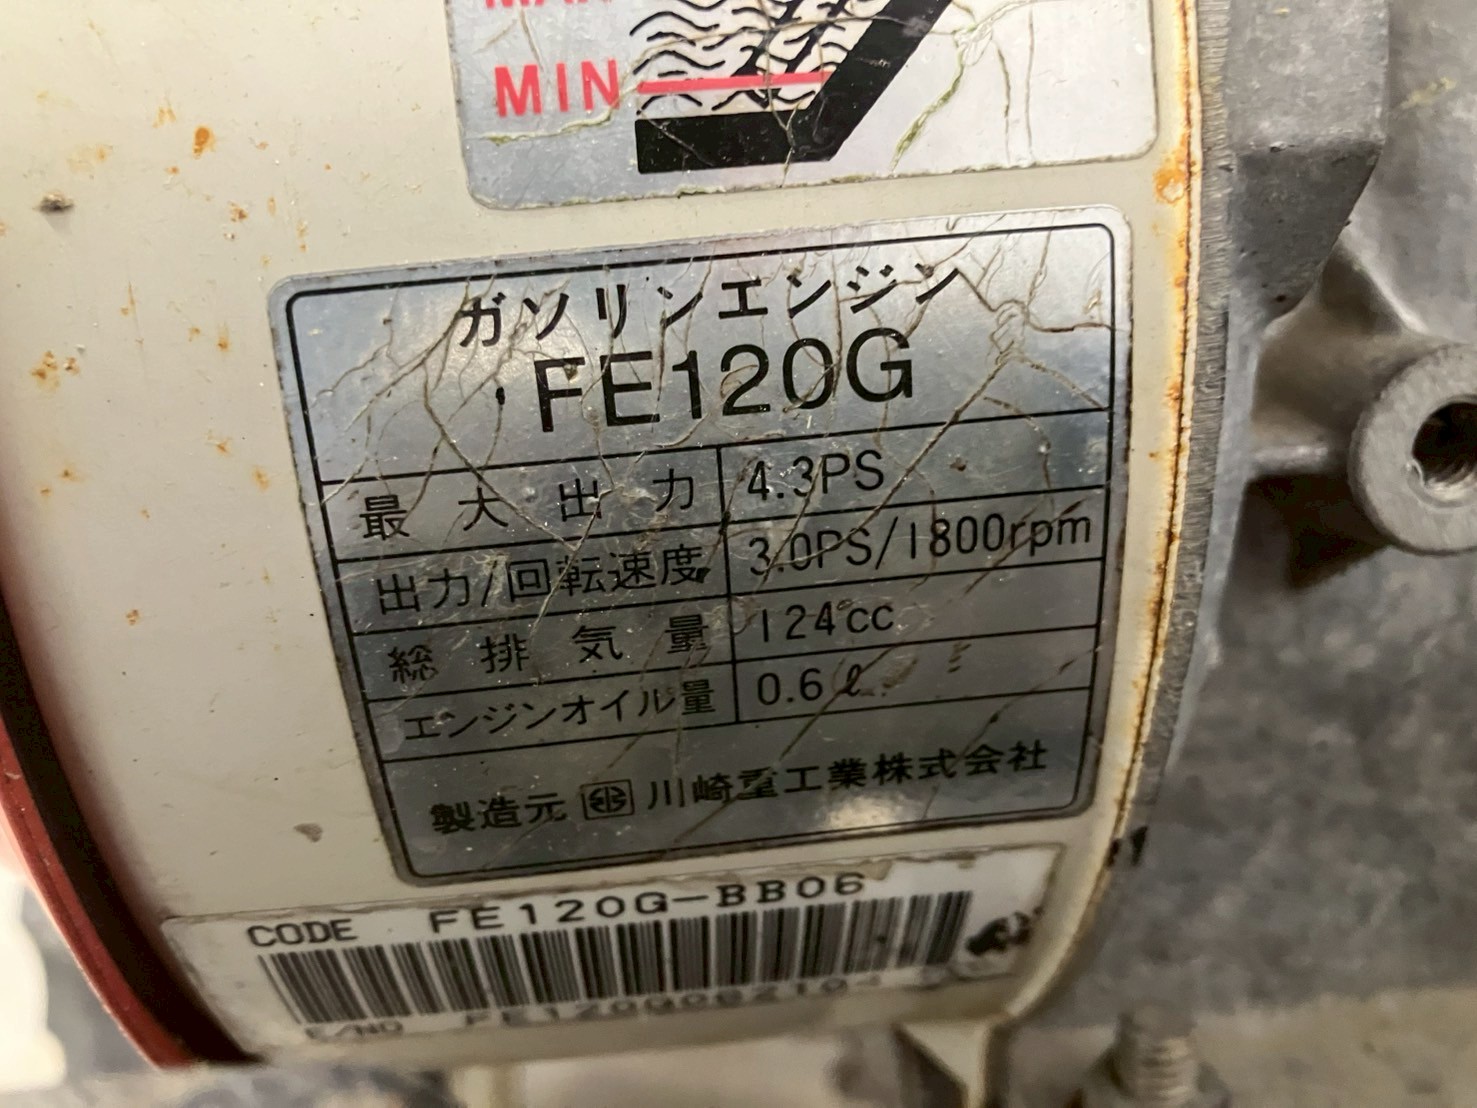 MIN
ガソリンエンジン
FE120G
最大出力 4.3PS
出力/回転速度 3.0PS/1800rpm
総排気量 124cc
エンジンオイル量 0.6ℓ
製造元 川崎重工業株式会社
CODE FE120G-BB06
E/NO